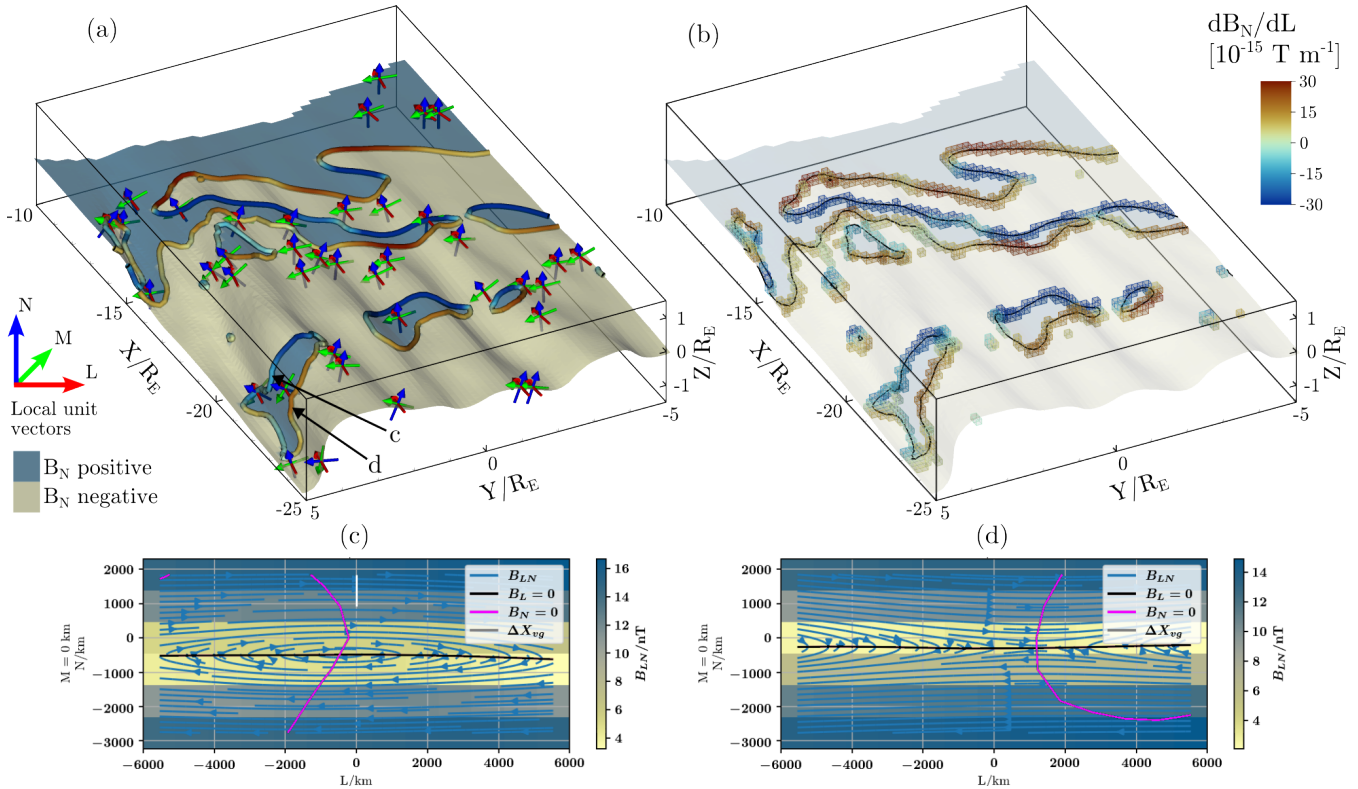 (a)
(b)
dB_N/dL
[10⁻¹⁵ T m⁻¹]
30
20
10
0
-10
-20
-30
-10
-15
-20
-25
X/R_E
5
0
-5
Y/R_E
1
0
-1
Z/R_E
N
M
L
Local unit
vectors
B_N positive
B_N negative
c
d
-10
-15
-20
-25
X/R_E
5
0
-5
Y/R_E
1
0
-1
Z/R_E
(c)
2000
1000
0
−1000
−2000
−3000
M = 0 km
N/km
−6000
−4000
−2000
0
2000
4000
6000
L/km
B_LN
B_L = 0
B_N = 0
ΔX_vg
16
14
12
10
8
6
4
B_LN/nT
(d)
2000
1000
0
−1000
−2000
−3000
M = 0 km
N/km
−6000
−4000
−2000
0
2000
4000
6000
L/km
B_LN
B_L = 0
B_N = 0
ΔX_vg
14
12
10
8
6
4
B_LN/nT